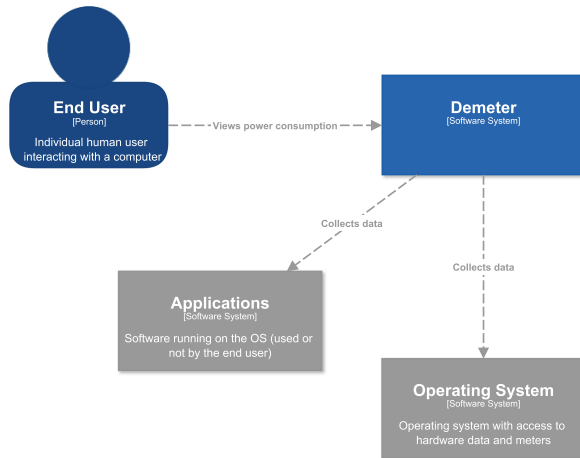 End User
[Person]
Individual human user
interacting with a computer
Views power consumption
Demeter
[Software System]
Collects data
Collects data
Applications
[Software System]
Software running on the OS (used or
not by the end user)
Operating System
[Software System]
Operating system with access to
hardware data and meters